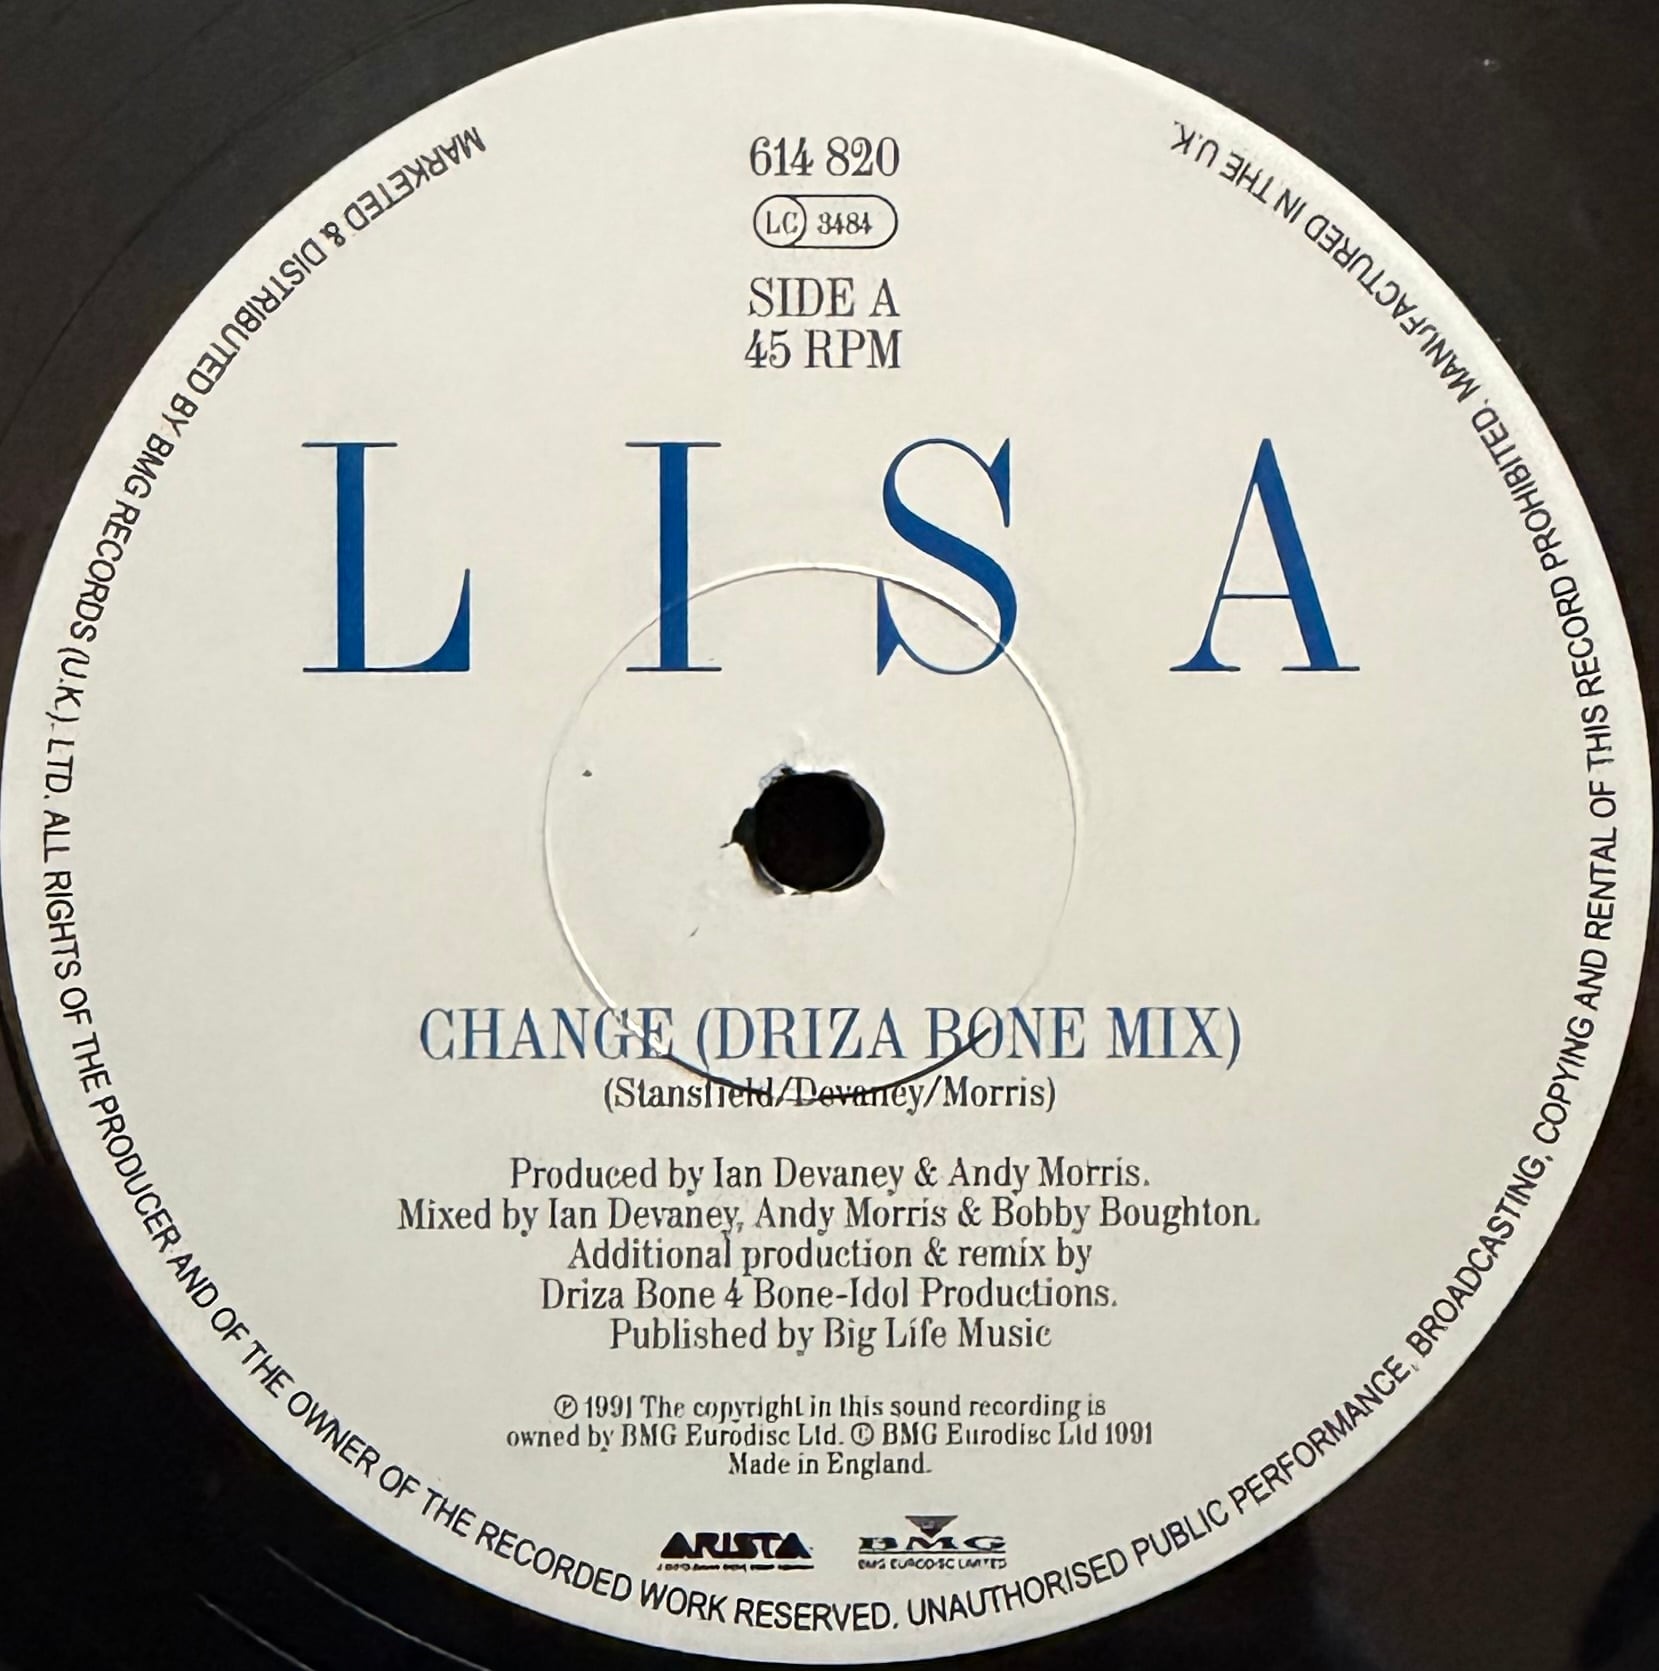 614 820
LC 3484
SIDE A
45 RPM
LISA
CHANGE (DRIZA BONE MIX)
(Stansfield/Devaney/Morris)
Produced by Ian Devaney & Andy Morris.
Mixed by Ian Devaney, Andy Morris & Bobby Boughton.
Additional production & remix by
Driza Bone 4 Bone-Idol Productions.
Published by Big Life Music
℗ 1991 The copyright in this sound recording is
owned by BMG Eurodisc Ltd. © BMG Eurodisc Ltd 1991
Made in England.
ARISTA
BMG
BMG EURODISC LIMITED
MARKETED & DISTRIBUTED BY BMG RECORDS (U.K.). LTD. ALL RIGHTS OF THE PRODUCER AND OF THE OWNER OF THE RECORDED WORK RESERVED. UNAUTHORISED PUBLIC PERFORMANCE, BROADCASTING, COPYING AND RENTAL OF THIS RECORD PROHIBITED. MANUFACTURED IN THE U.K.